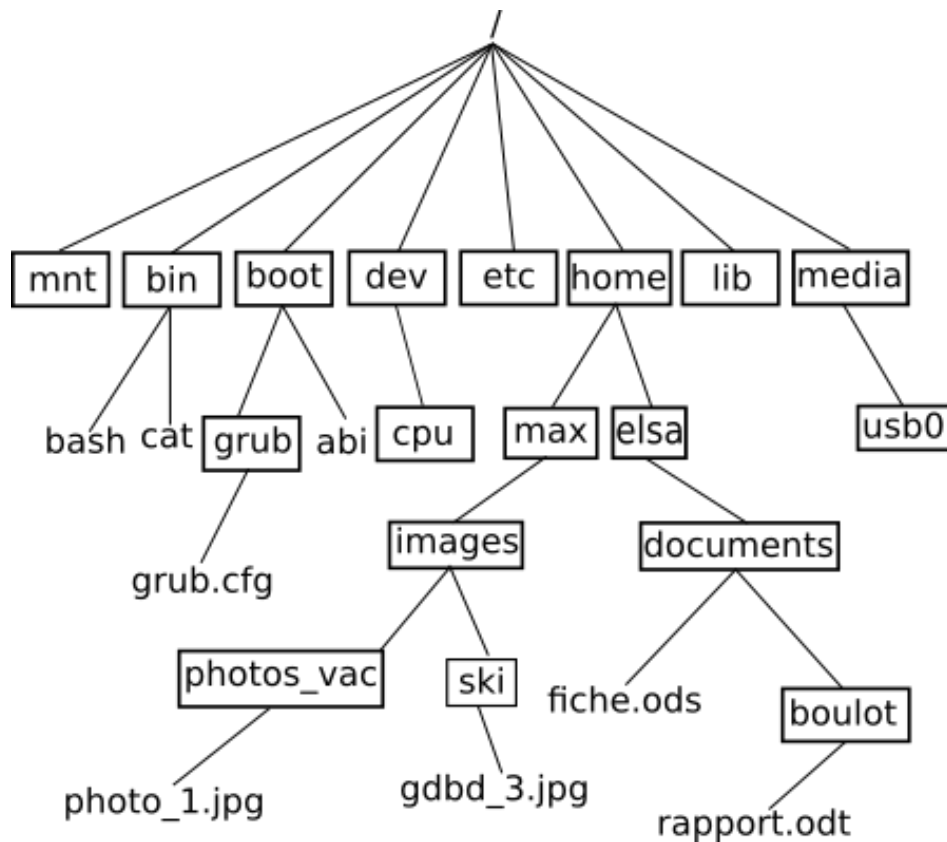 /
mnt bin boot dev etc home lib media
bash cat grub abi cpu max elsa usb0
grub.cfg images documents
photos_vac ski fiche.ods boulot
photo_1.jpg gdbd_3.jpg rapport.odt